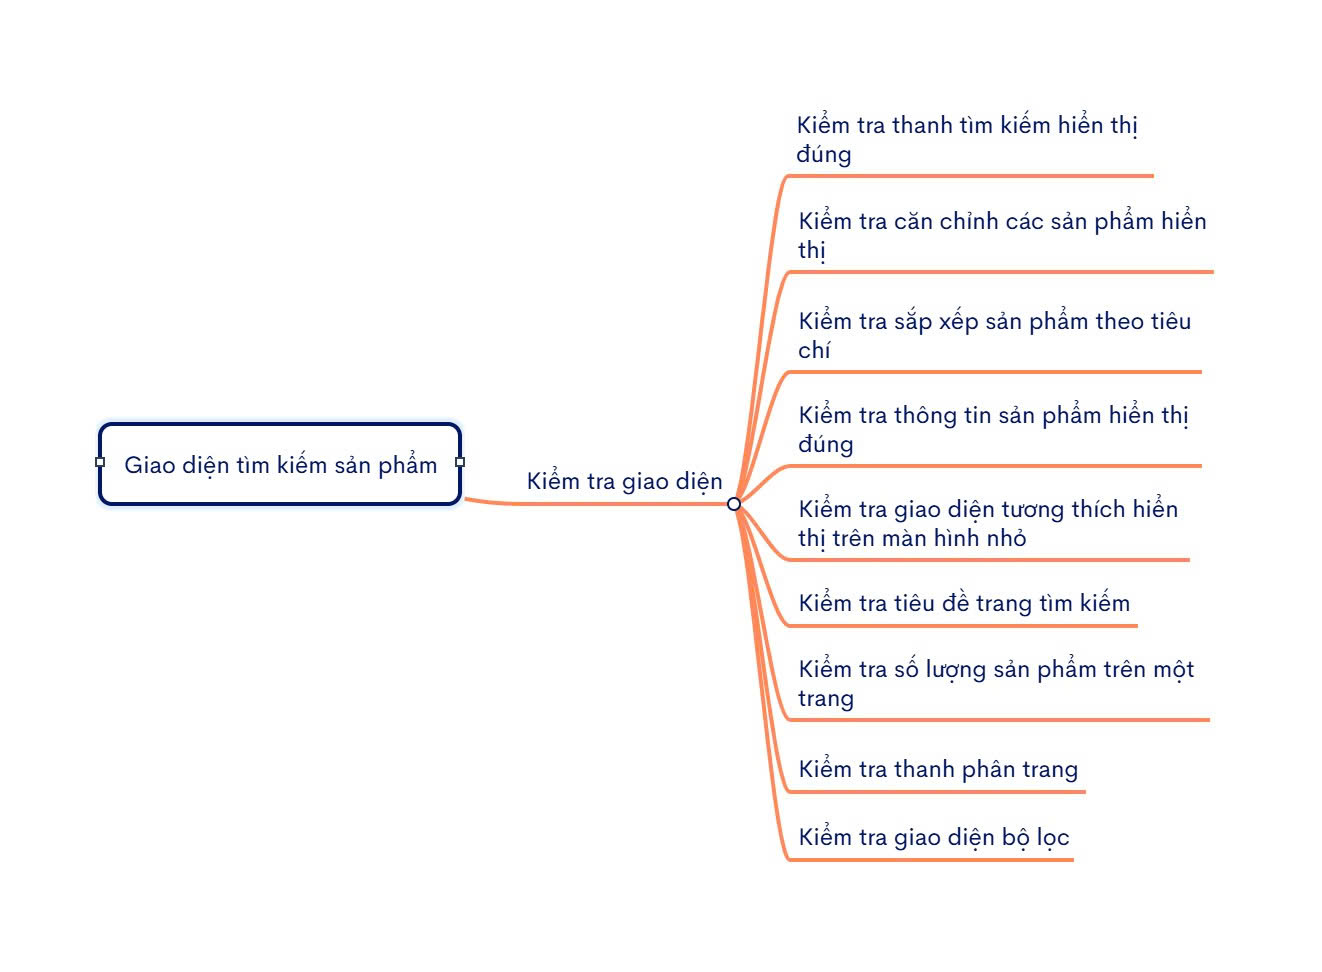 Kiểm tra thanh tìm kiếm hiển thị
đúng
Kiểm tra căn chỉnh các sản phẩm hiển
thị
Kiểm tra sắp xếp sản phẩm theo tiêu
chí
Kiểm tra thông tin sản phẩm hiển thị
đúng
Giao diện tìm kiếm sản phẩm
Kiểm tra giao diện
Kiểm tra giao diện tương thích hiển
thị trên màn hình nhỏ
Kiểm tra tiêu đề trang tìm kiếm
Kiểm tra số lượng sản phẩm trên một
trang
Kiểm tra thanh phân trang
Kiểm tra giao diện bộ lọc